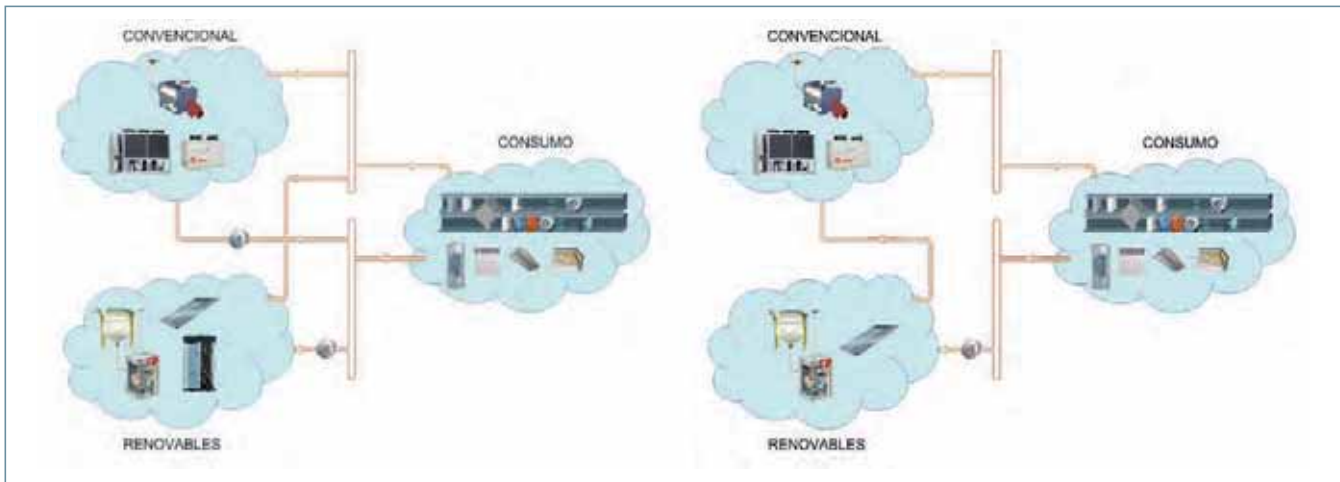 CONVENCIONAL
CONSUMO
RENOVABLES
CONVENCIONAL
CONSUMO
RENOVABLES